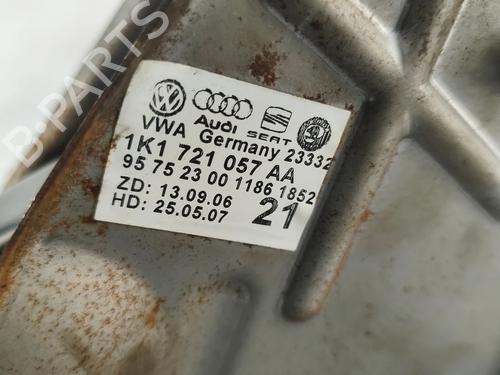 VWA Audi SEAT
Germany 23332
1K1 721 057 AA
95 75 23 00 1186 1852
ZD: 13.09.06
HD: 25.05.07 21
B-PARTS